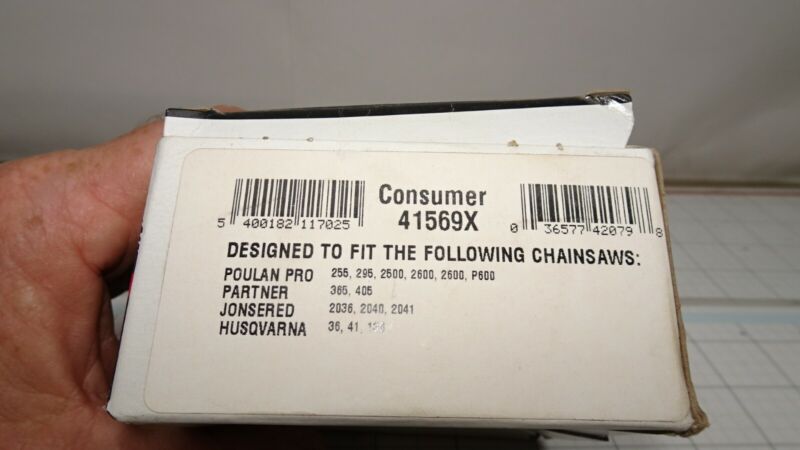 Consumer
41569X
5 400182 117025
0 36577 42079 8
DESIGNED TO FIT THE FOLLOWING CHAINSAWS:
POULAN PRO 255, 295, 2500, 2600, 2600, P600
PARTNER 365, 405
JONSERED 2036, 2040, 2041
HUSQVARNA 36, 41,